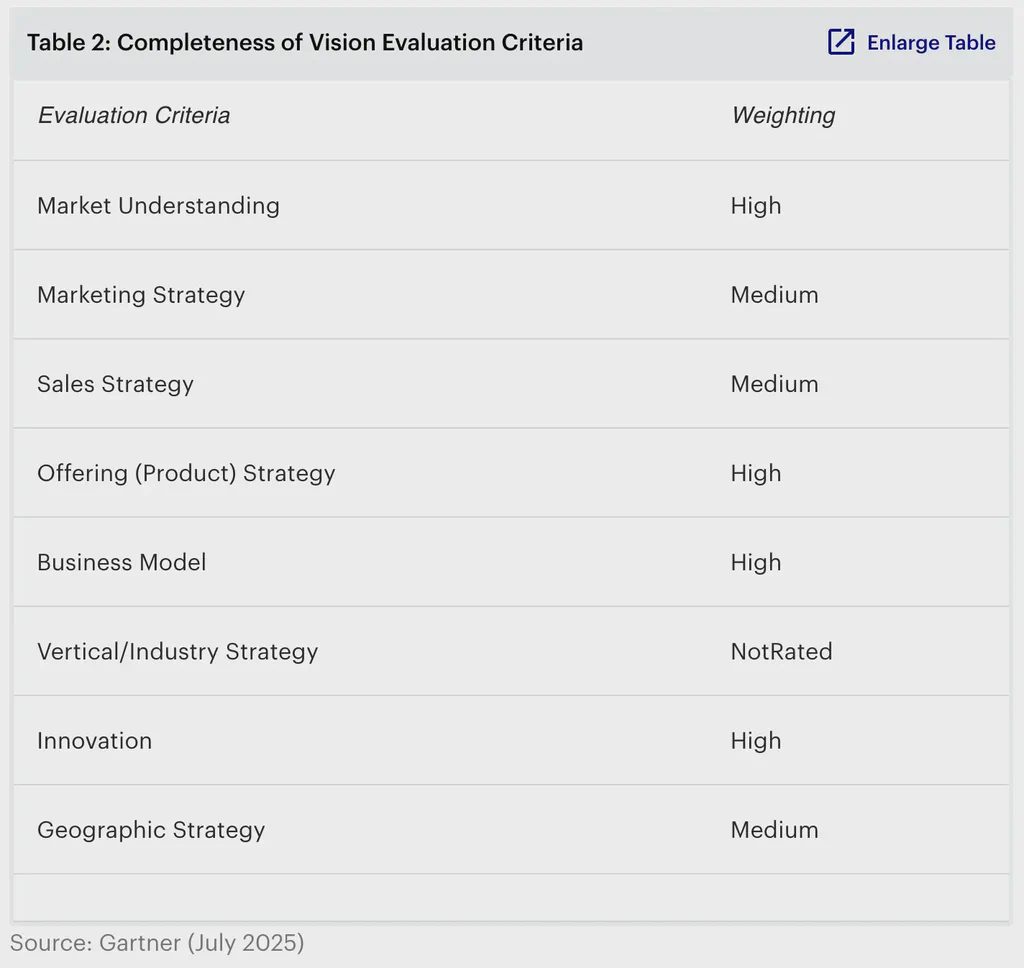 Table 2: Completeness of Vision Evaluation Criteria Enlarge Table
Evaluation Criteria Weighting
Market Understanding High
Marketing Strategy Medium
Sales Strategy Medium
Offering (Product) Strategy High
Business Model High
Vertical/Industry Strategy NotRated
Innovation High
Geographic Strategy Medium
Source: Gartner (July 2025)